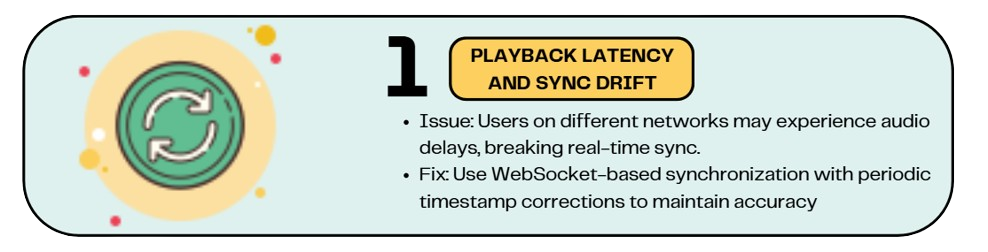 1
PLAYBACK LATENCY
AND SYNC DRIFT
• Issue: Users on different networks may experience audio
delays, breaking real-time sync.
• Fix: Use WebSocket-based synchronization with periodic
timestamp corrections to maintain accuracy